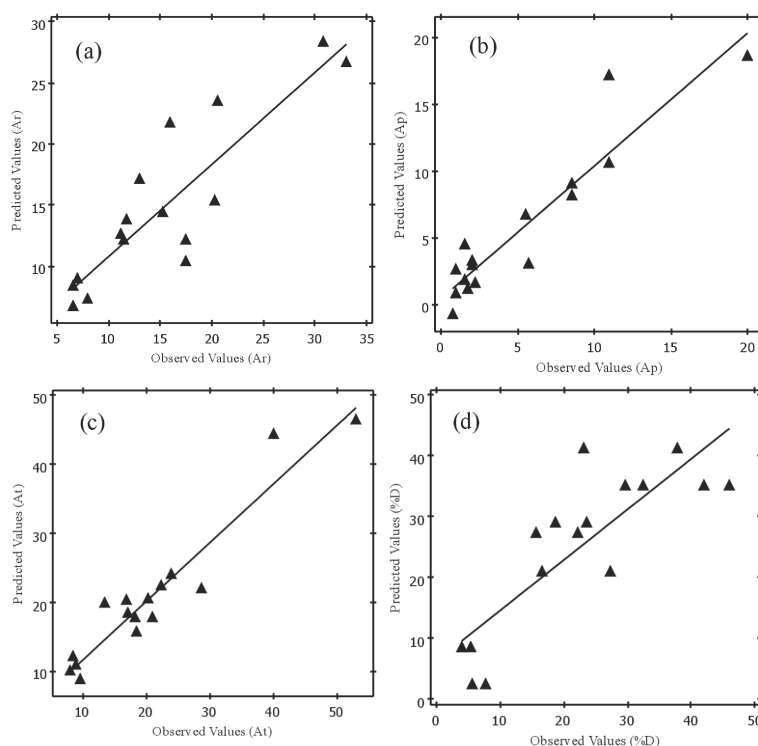 (a)
30
25
20
15
10
5 10 15 20 25 30 35
Predicted Values (Ar)
Observed Values (Ar)
(b)
20
15
10
5
0
0 5 10 15 20
Predicted Values (Ap)
Observed Values (Ap)
(c)
50
40
30
20
10
10 20 30 40 50
Predicted Values (At)
Observed Values (At)
(d)
50
40
30
20
10
0
0 10 20 30 40 50
Predicted Values (%D)
Observed Values (%D)